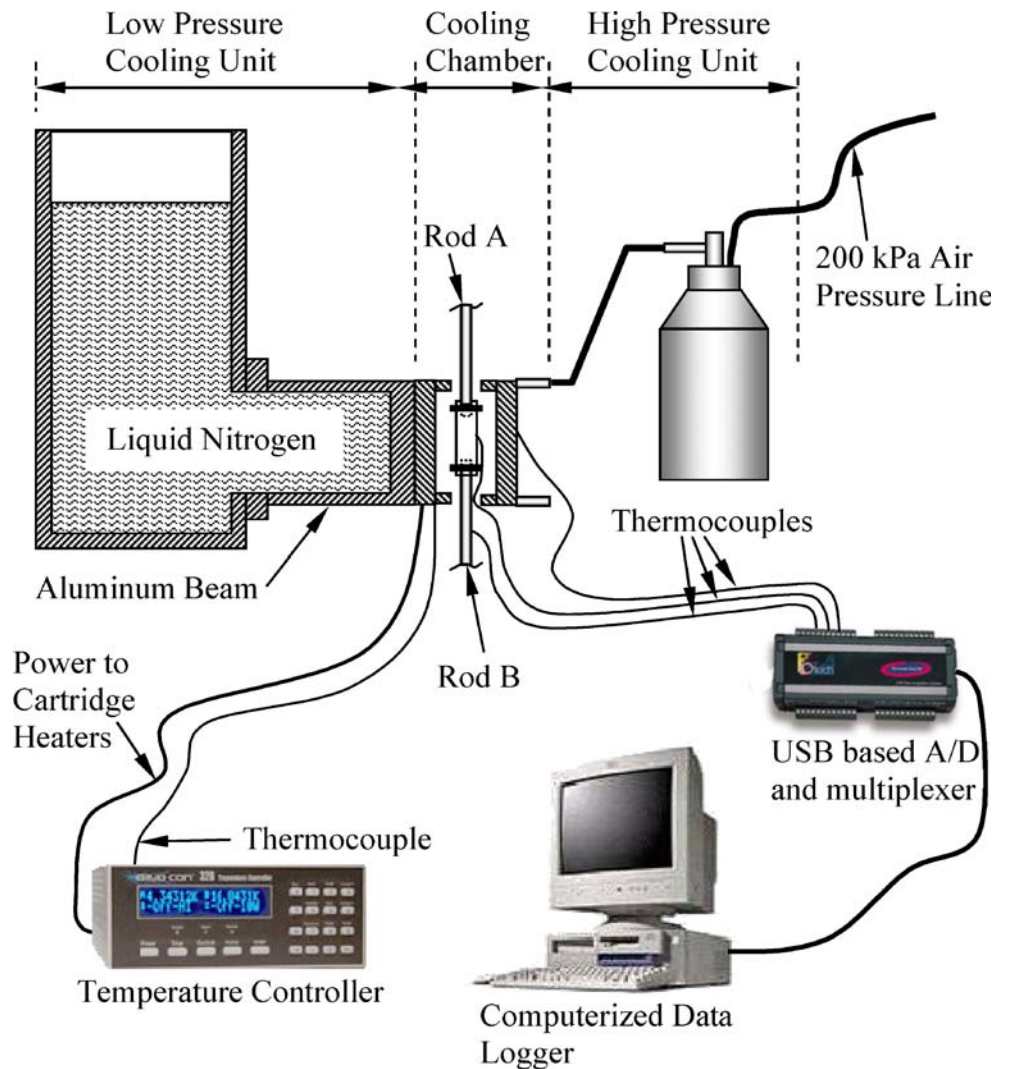 Low Pressure
Cooling Unit
Cooling
Chamber
High Pressure
Cooling Unit
Rod A
200 kPa Air
Pressure Line
Liquid Nitrogen
Thermocouples
Aluminum Beam
Rod B
Power to
Cartridge
Heaters
USB based A/D
and multiplexer
Thermocouple
Temperature Controller
Computerized Data
Logger